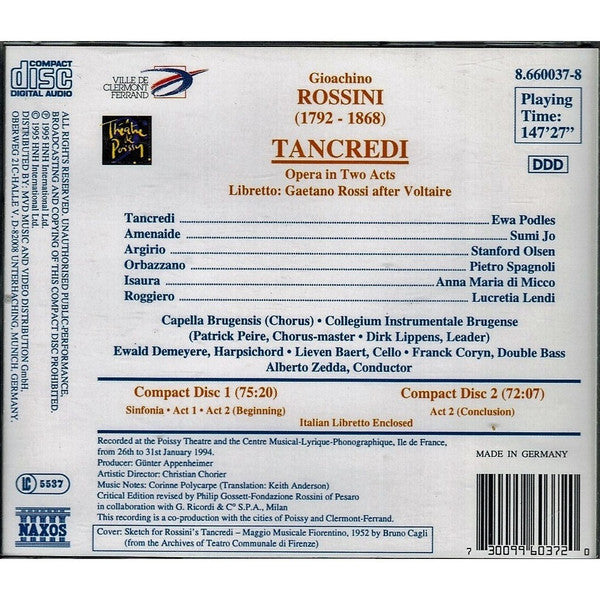 COMPACT
disc
DIGITAL AUDIO
VILLE DE
CLERMONT
FERRAND
Théâtre
de
Poissy
Gioachino
ROSSINI
(1792 - 1868)
TANCREDI
Opera in Two Acts
Libretto: Gaetano Rossi after Voltaire
8.660037-8
Playing
Time:
147'27"
DDD
Tancredi Ewa Podles
Amenaide Sumi Jo
Argirio Stanford Olsen
Orbazzano Pietro Spagnoli
Isaura Anna Maria di Micco
Roggiero Lucretia Lendi
Capella Brugensis (Chorus) • Collegium Instrumentale Brugense
(Patrick Peire, Chorus-master • Dirk Lippens, Leader)
Ewald Demeyere, Harpsichord • Lieven Baert, Cello • Franck Coryn, Double Bass
Alberto Zedda, Conductor
Compact Disc 1 (75:20)
Sinfonia • Act 1 • Act 2 (Beginning)
Compact Disc 2 (72:07)
Act 2 (Conclusion)
Italian Libretto Enclosed
Recorded at the Poissy Theatre and the Centre Musical-Lyrique-Phonographique, Ile de France,
from 26th to 31st January 1994.
Producer: Günter Appenheimer
Artistic Director: Christian Chorier
Music Notes: Corinne Polycarpe (Translation: Keith Anderson)
Critical Edition revised by Philip Gossett-Fondazione Rossini of Pesaro
in collaboration with G. Ricordi & Cº S.P.A., Milan
This recording is a co-production with the cities of Poissy and Clermont-Ferrand.
Cover: Sketch for Rossini's Tancredi – Maggio Musicale Fiorentino, 1952 by Bruno Cagli
(from the Archives of Teatro Communale di Firenze)
MADE IN GERMANY
7 30099 60372 0
ALL RIGHTS RESERVED. UNAUTHORISED PUBLIC PERFORMANCE,
BROADCASTING AND COPYING OF THIS COMPACT DISC PROHIBITED.
℗ 1995 HNH International Ltd.
© 1995 HNH International Ltd.
DISTRIBUTED BY: MVD MUSIC AND VIDEO DISTRIBUTION GmbH,
OBERWEG 21C-HALLE V, D-82008 UNTERHACHING, MUNICH, GERMANY.
LC 5537
NAXOS